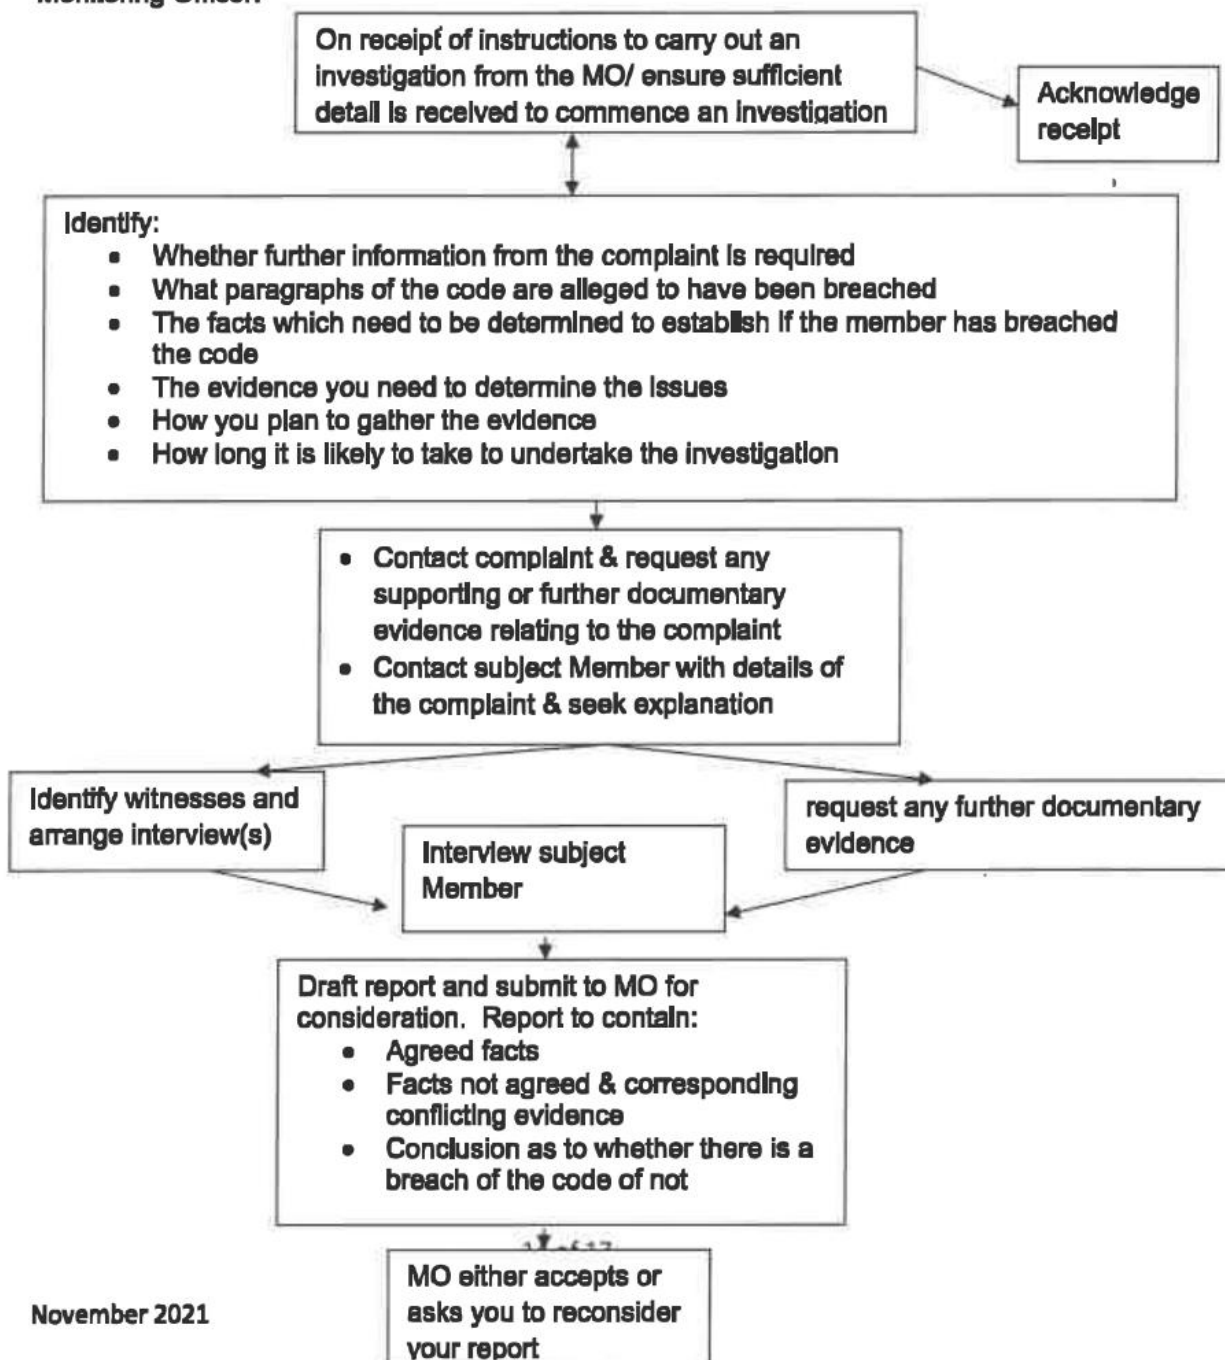 Monitoring Officer.
On receipt of instructions to carry out an
investigation from the MO/ ensure sufficient
detail is received to commence an investigation
Acknowledge
receipt
Identify:
• Whether further information from the complaint is required
• What paragraphs of the code are alleged to have been breached
• The facts which need to be determined to establish if the member has breached
the code
• The evidence you need to determine the issues
• How you plan to gather the evidence
• How long it is likely to take to undertake the investigation
• Contact complaint & request any
supporting or further documentary
evidence relating to the complaint
• Contact subject Member with details of
the complaint & seek explanation
Identify witnesses and
arrange interview(s)
request any further documentary
evidence
Interview subject
Member
Draft report and submit to MO for
consideration. Report to contain:
• Agreed facts
• Facts not agreed & corresponding
conflicting evidence
• Conclusion as to whether there is a
breach of the code of not
MO either accepts or
asks you to reconsider
your report
November 2021